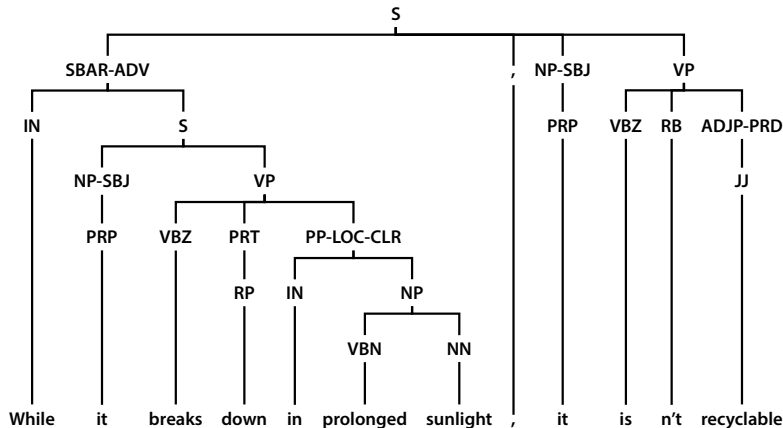 S
SBAR-ADV , NP-SBJ VP
IN S PRP VBZ RB ADJP-PRD
NP-SBJ VP JJ
PRP VBZ PRT PP-LOC-CLR
RP IN NP
VBN NN
While it breaks down in prolonged sunlight , it is n't recyclable